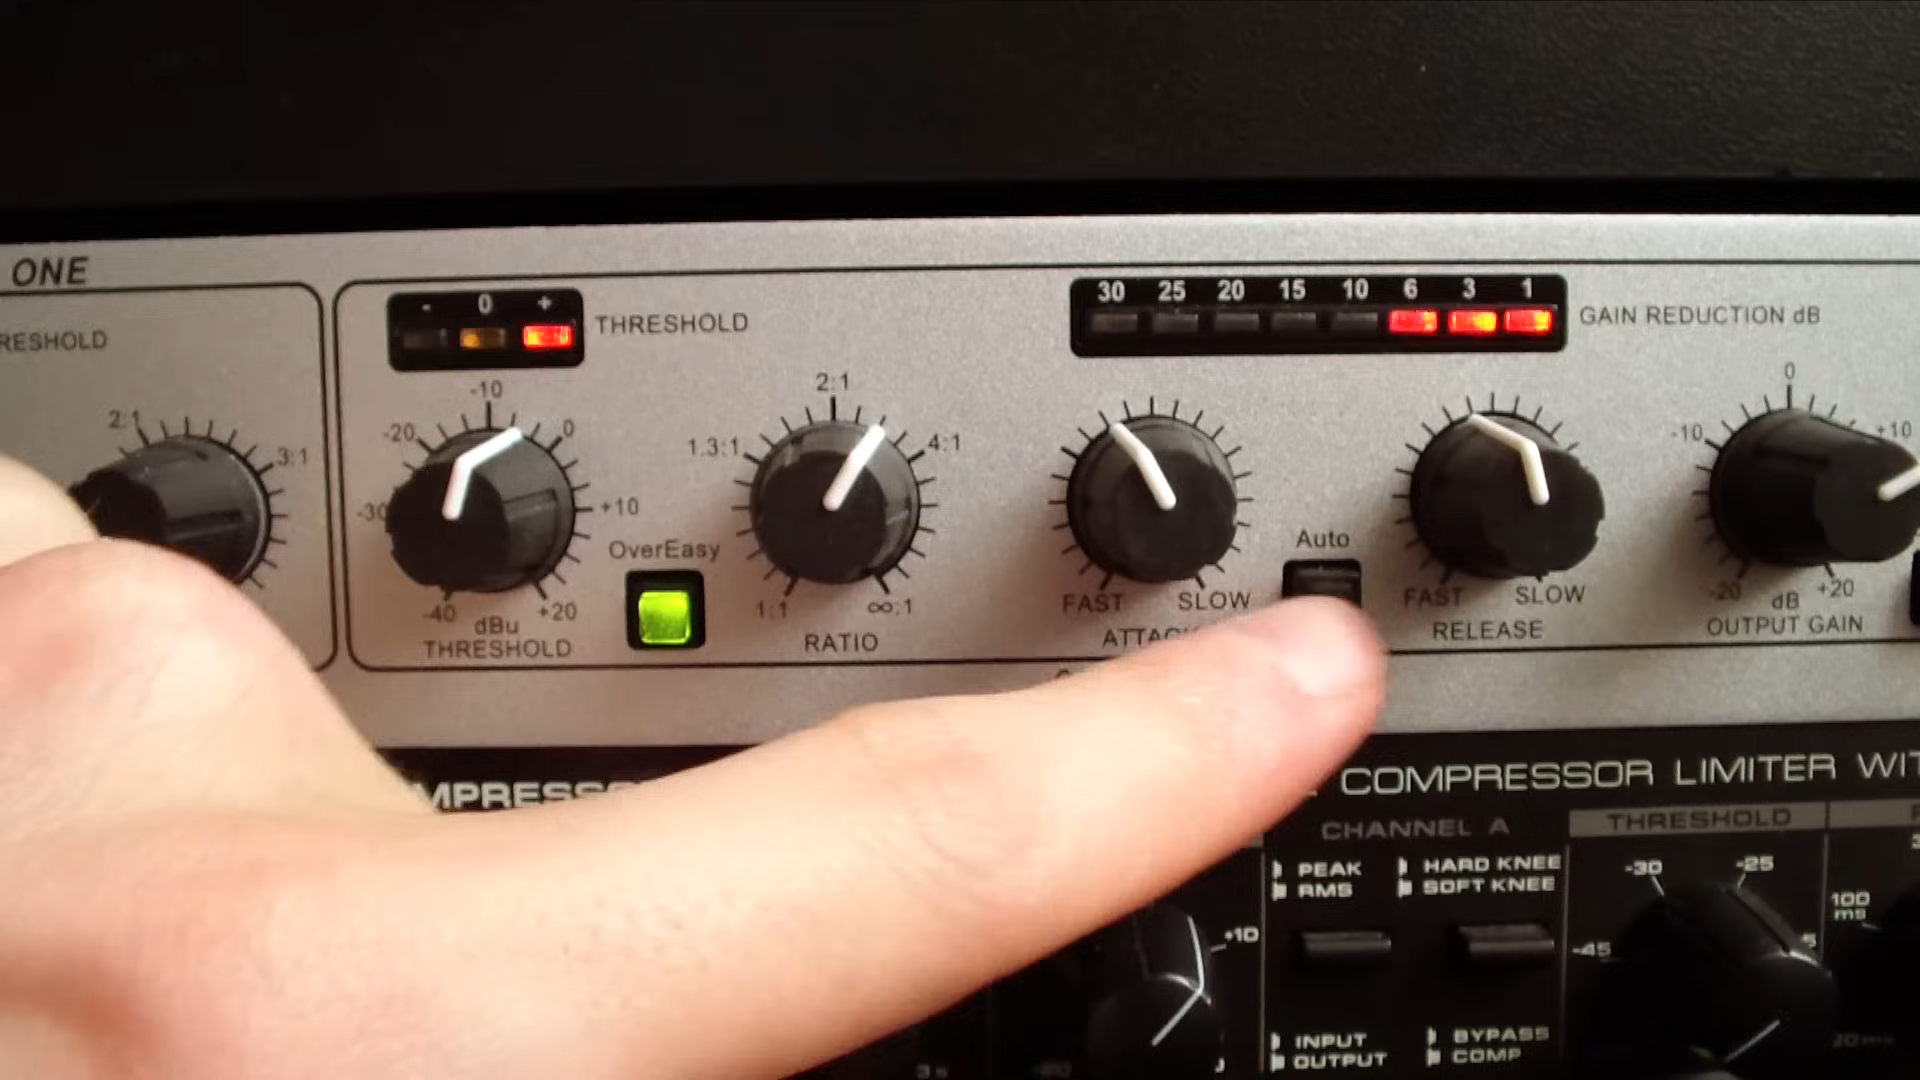 ONE
RESHOLD
2:1
3:1
- 0 +
THRESHOLD
-40 -30 -20 -10 0 +10 +20
dBu
THRESHOLD
OverEasy
1:1 1.3:1 2:1 4:1 ∞:1
RATIO
30 25 20 15 10 6 3 1
GAIN REDUCTION dB
FAST SLOW
ATTAC
Auto
FAST SLOW
RELEASE
-20 -10 0 +10 +20
dB
OUTPUT GAIN
MPRESS
COMPRESSOR LIMITER WIT
CHANNEL A
PEAK
RMS
HARD KNEE
SOFT KNEE
INPUT
OUTPUT
BYPASS
COMP
+10
THRESHOLD
-45 -30 -25
100
ms